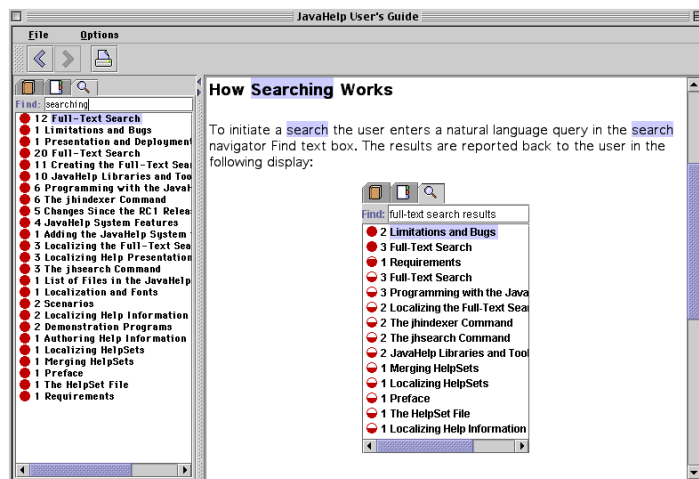 JavaHelp User's Guide
File Options
Find: searching
12 Full-Text Search
1 Limitations and Bugs
1 Presentation and Deployment
20 Full-Text Search
11 Creating the Full-Text Sea
10 JavaHelp Libraries and Too
6 Programming with the JavaH
6 The jhindexer Command
5 Changes Since the RC1 Releas
4 JavaHelp System Features
1 Adding the JavaHelp System
3 Localizing the Full-Text Sea
3 Localizing Help Presentation
3 The jhsearch Command
1 List of Files in the JavaHelp
1 Localization and Fonts
2 Scenarios
2 Localizing Help Information
2 Demonstration Programs
1 Authoring Help Information
1 Localizing HelpSets
1 Merging HelpSets
1 Preface
1 The HelpSet File
1 Requirements
How Searching Works
To initiate a search the user enters a natural language query in the search
navigator Find text box. The results are reported back to the user in the
following display:
Find: full-text search results
2 Limitations and Bugs
3 Full-Text Search
1 Requirements
3 Full-Text Search
3 Programming with the Java
2 Localizing the Full-Text Sea
2 The jhindexer Command
2 The jhsearch Command
2 JavaHelp Libraries and Tool
1 Merging HelpSets
1 Localizing HelpSets
1 Preface
1 The HelpSet File
1 Localizing Help Information